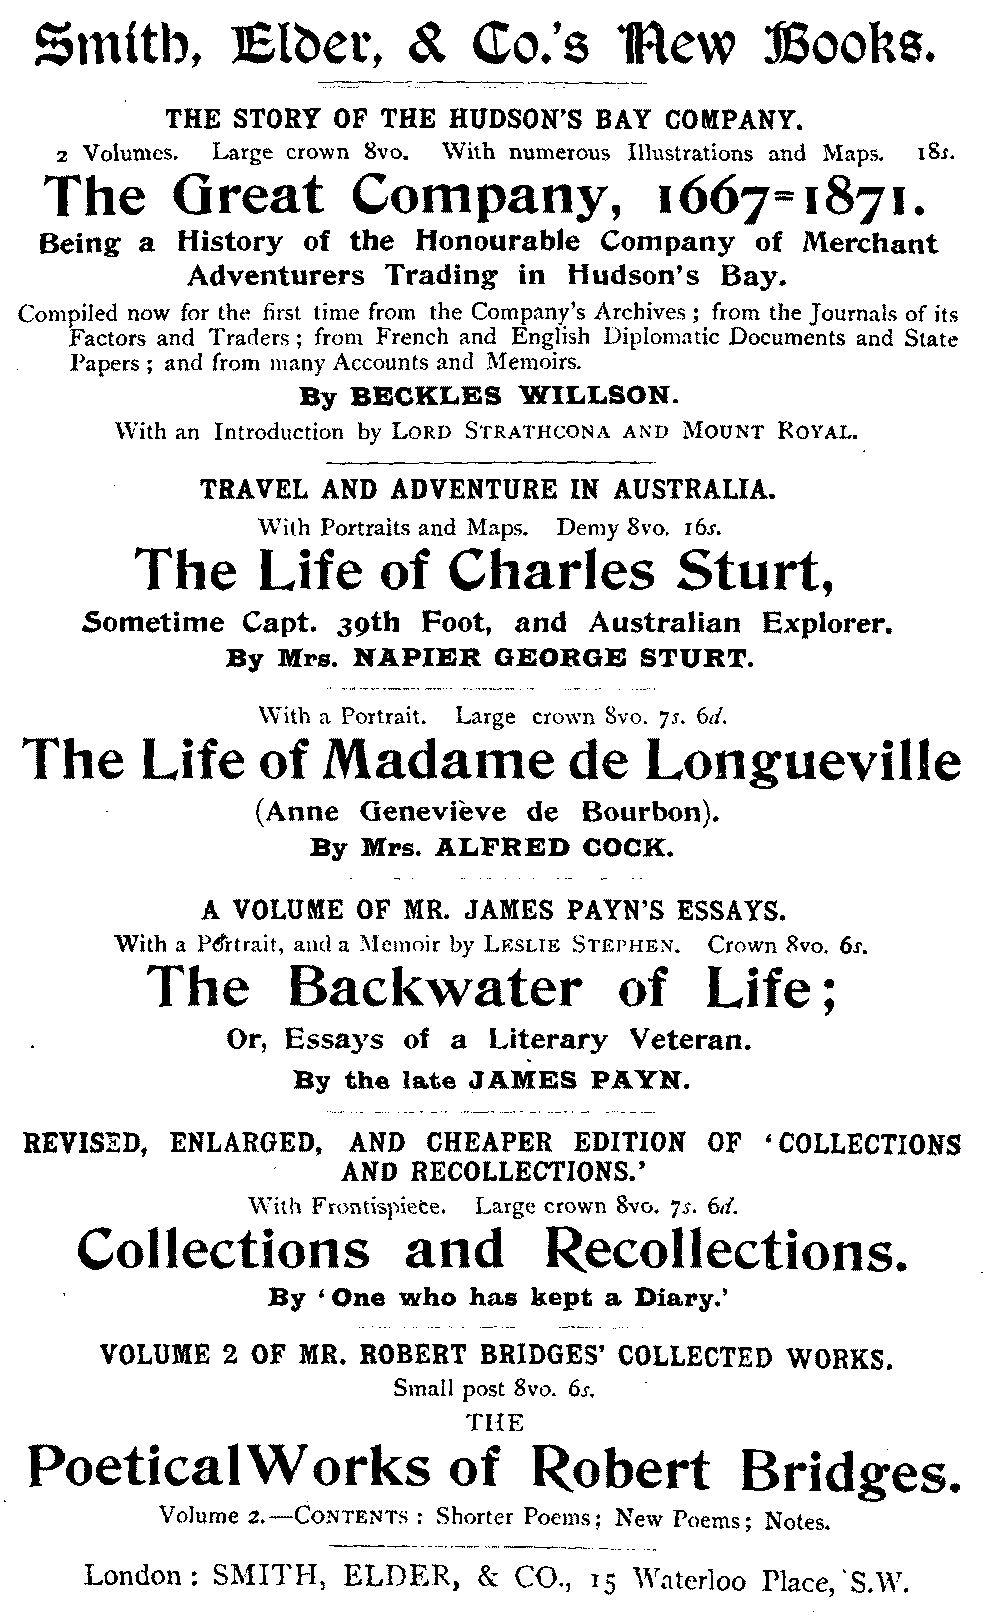 Smith, Elder, & Co.'s New Books.
THE STORY OF THE HUDSON'S BAY COMPANY.
2 Volumes. Large crown 8vo. With numerous Illustrations and Maps. 18s.
The Great Company, 1667=1871.
Being a History of the Honourable Company of Merchant
Adventurers Trading in Hudson's Bay.
Compiled now for the first time from the Company's Archives; from the Journals of its
Factors and Traders; from French and English Diplomatic Documents and State
Papers; and from many Accounts and Memoirs.
By BECKLES WILLSON.
With an Introduction by LORD STRATHCONA AND MOUNT ROYAL.
TRAVEL AND ADVENTURE IN AUSTRALIA.
With Portraits and Maps. Demy 8vo. 16s.
The Life of Charles Sturt,
Sometime Capt. 39th Foot, and Australian Explorer.
By Mrs. NAPIER GEORGE STURT.
With a Portrait. Large crown 8vo. 7s. 6d.
The Life of Madame de Longueville
(Anne Geneviève de Bourbon).
By Mrs. ALFRED COCK.
A VOLUME OF MR. JAMES PAYN'S ESSAYS.
With a Portrait, and a Memoir by LESLIE STEPHEN. Crown 8vo. 6s.
The Backwater of Life;
Or, Essays of a Literary Veteran.
By the late JAMES PAYN.
REVISED, ENLARGED, AND CHEAPER EDITION OF 'COLLECTIONS
AND RECOLLECTIONS.'
With Frontispiece. Large crown 8vo. 7s. 6d.
Collections and Recollections.
By 'One who has kept a Diary.'
VOLUME 2 OF MR. ROBERT BRIDGES' COLLECTED WORKS.
Small post 8vo. 6s.
THE
Poetical Works of Robert Bridges.
Volume 2.—CONTENTS: Shorter Poems; New Poems; Notes.
London: SMITH, ELDER, & CO., 15 Waterloo Place, S.W.